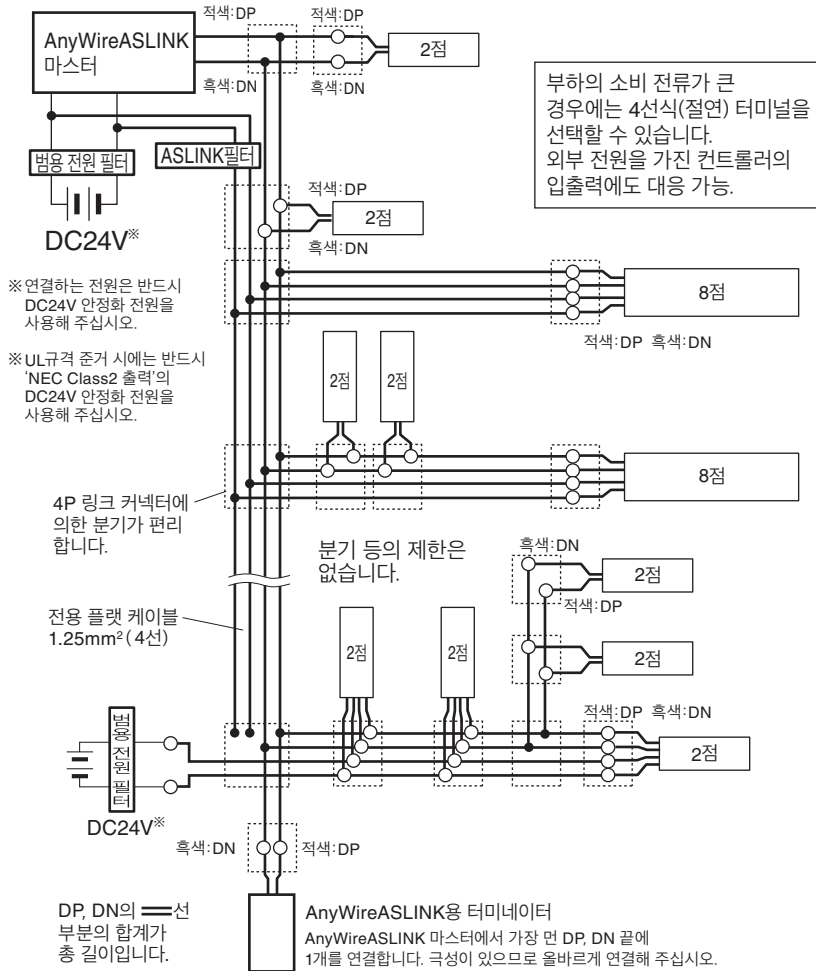 적색:DP
적색:DP
AnyWireASLINK
마스터
2점
흑색:DN
흑색:DN
부하의 소비 전류가 큰
경우에는 4선식(절연) 터미널을
선택할 수 있습니다.
외부 전원을 가진 컨트롤러의
입출력에도 대응 가능.
범용 전원 필터
ASLINK필터
적색:DP
2점
흑색:DN
DC24V※
※연결하는 전원은 반드시
DC24V 안정화 전원을
사용해 주십시오.
8점
적색:DP 흑색:DN
※UL규격 준거 시에는 반드시
'NEC Class2 출력'의
DC24V 안정화 전원을
사용해 주십시오.
2점
2점
8점
4P 링크 커넥터에
의한 분기가 편리
합니다.
분기 등의 제한은
없습니다.
흑색:DN
2점
적색:DP
전용 플랫 케이블
1.25mm²(4선)
2점
2점
2점
적색:DP 흑색:DN
범용 전원 필터
2점
DC24V※
흑색:DN
적색:DP
DP, DN의 선
부분의 합계가
총 길이입니다.
AnyWireASLINK용 터미네이터
AnyWireASLINK 마스터에서 가장 먼 DP, DN 끝에
1개를 연결합니다. 극성이 있으므로 올바르게 연결해 주십시오.